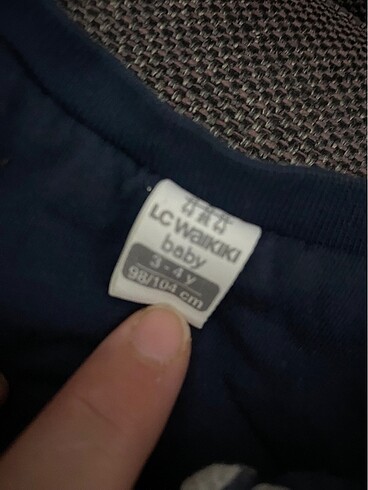 LC WAIKIKI
baby
3 - 4 y
98/104 cm